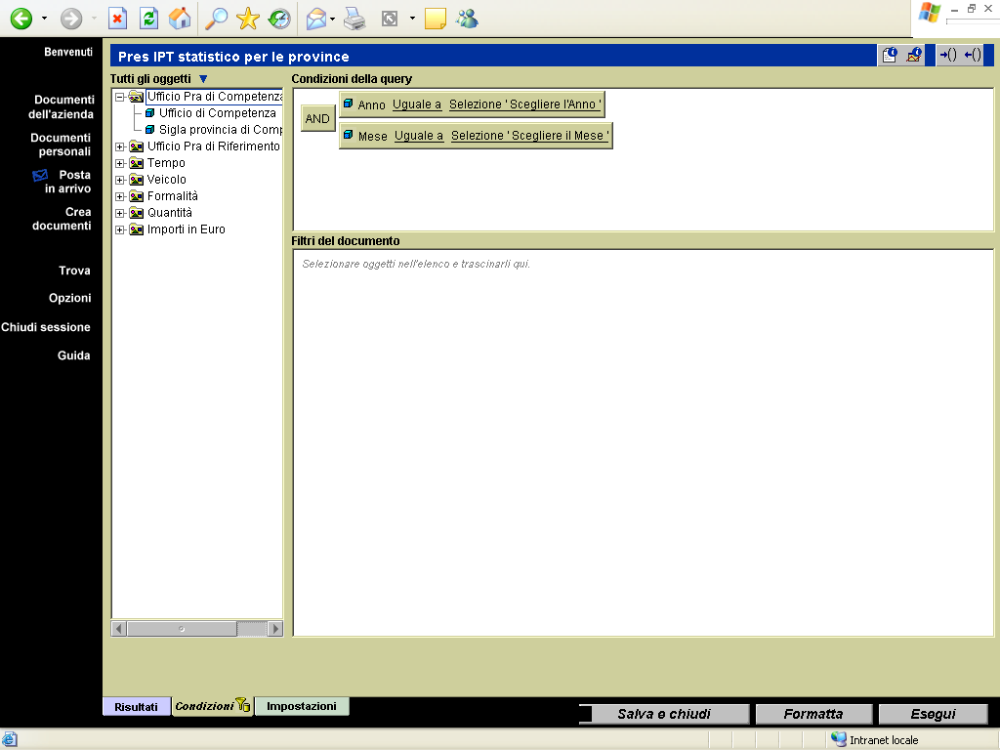 Benvenuti
Documenti
dell'azienda
Documenti
personali
Posta
in arrivo
Crea
documenti
Trova
Opzioni
Chiudi sessione
Guida
Pres IPT statistico per le province
Tutti gli oggetti
Ufficio Pra di Competenza
Ufficio di Competenza
Sigla provincia di Comp
Ufficio Pra di Riferimento
Tempo
Veicolo
Formalità
Quantità
Importi in Euro
Condizioni della query
AND
Anno Uguale a Selezione ' Scegliere l'Anno '
Mese Uguale a Selezione ' Scegliere il Mese '
Filtri del documento
Selezionare oggetti nell'elenco e trascinarli qui.
Risultati
Condizioni
Impostazioni
Salva e chiudi
Formatta
Esegui
Intranet locale